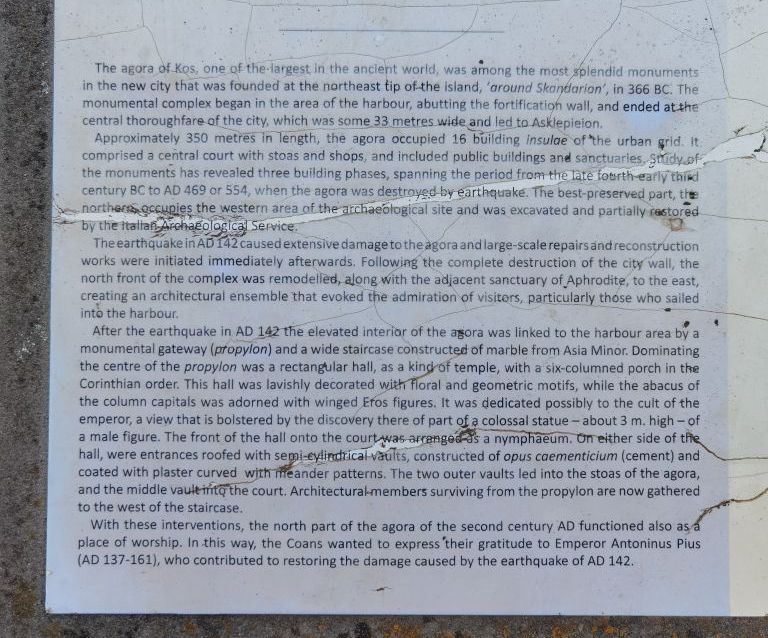 The agora of Kos, one of the largest in the ancient world, was among the most splendid monuments
in the new city that was founded at the northeast tip of the island, 'around Skandarion', in 366 BC. The
monumental complex began in the area of the harbour, abutting the fortification wall, and ended at the
central thoroughfare of the city, which was some 33 metres wide and led to Asklepieion.
Approximately 350 metres in length, the agora occupied 16 building insulae of the urban grid. It
comprised a central court with stoas and shops, and included public buildings and sanctuaries. Study of
the monuments has revealed three building phases, spanning the period from the late fourth-early third
century BC to AD 469 or 554, when the agora was destroyed by earthquake. The best-preserved part, the
northern, occupies the western area of the archaeological site and was excavated and partially restored
by the Italian Archaeological Service.
The earthquake in AD 142 caused extensive damage to the agora and large-scale repairs and reconstruction
works were initiated immediately afterwards. Following the complete destruction of the city wall, the
north front of the complex was remodelled, along with the adjacent sanctuary of Aphrodite, to the east,
creating an architectural ensemble that evoked the admiration of visitors, particularly those who sailed
into the harbour.
After the earthquake in AD 142 the elevated interior of the agora was linked to the harbour area by a
monumental gateway (propylon) and a wide staircase constructed of marble from Asia Minor. Dominating
the centre of the propylon was a rectangular hall, as a kind of temple, with a six-columned porch in the
Corinthian order. This hall was lavishly decorated with floral and geometric motifs, while the abacus of
the column capitals was adorned with winged Eros figures. It was dedicated possibly to the cult of the
emperor, a view that is bolstered by the discovery there of part of a colossal statue – about 3 m. high – of
a male figure. The front of the hall onto the court was arranged as a nymphaeum. On either side of the
hall, were entrances roofed with semi-cylindrical vaults, constructed of opus caementicium (cement) and
coated with plaster curved with meander patterns. The two outer vaults led into the stoas of the agora,
and the middle vault into the court. Architectural members surviving from the propylon are now gathered
to the west of the staircase.
With these interventions, the north part of the agora of the second century AD functioned also as a
place of worship. In this way, the Coans wanted to express their gratitude to Emperor Antoninus Pius
(AD 137-161), who contributed to restoring the damage caused by the earthquake of AD 142.